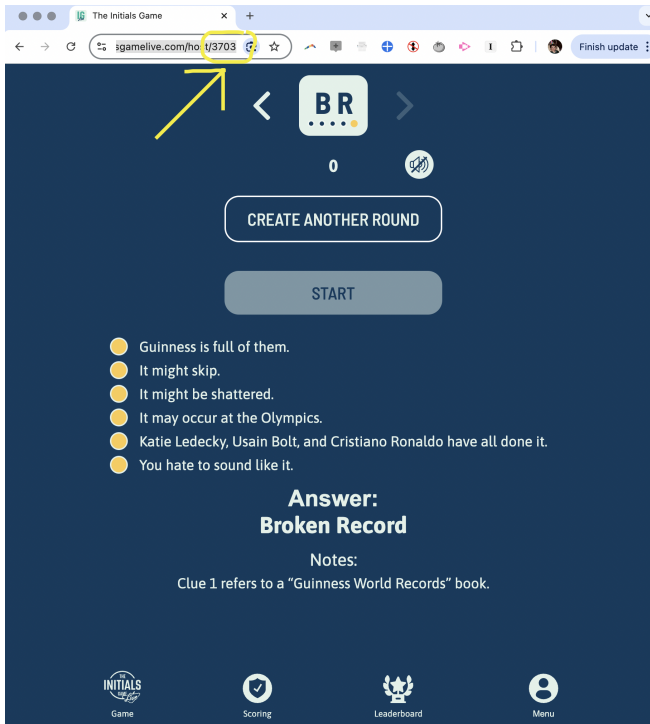 The Initials Game
sgamelive.com/host/3703
Finish update
B R
0
CREATE ANOTHER ROUND
START
Guinness is full of them.
It might skip.
It might be shattered.
It may occur at the Olympics.
Katie Ledecky, Usain Bolt, and Cristiano Ronaldo have all done it.
You hate to sound like it.
Answer:
Broken Record
Notes:
Clue 1 refers to a “Guinness World Records” book.
THE
INITIALS
GAME Live
Game
Scoring
Leaderboard
Menu